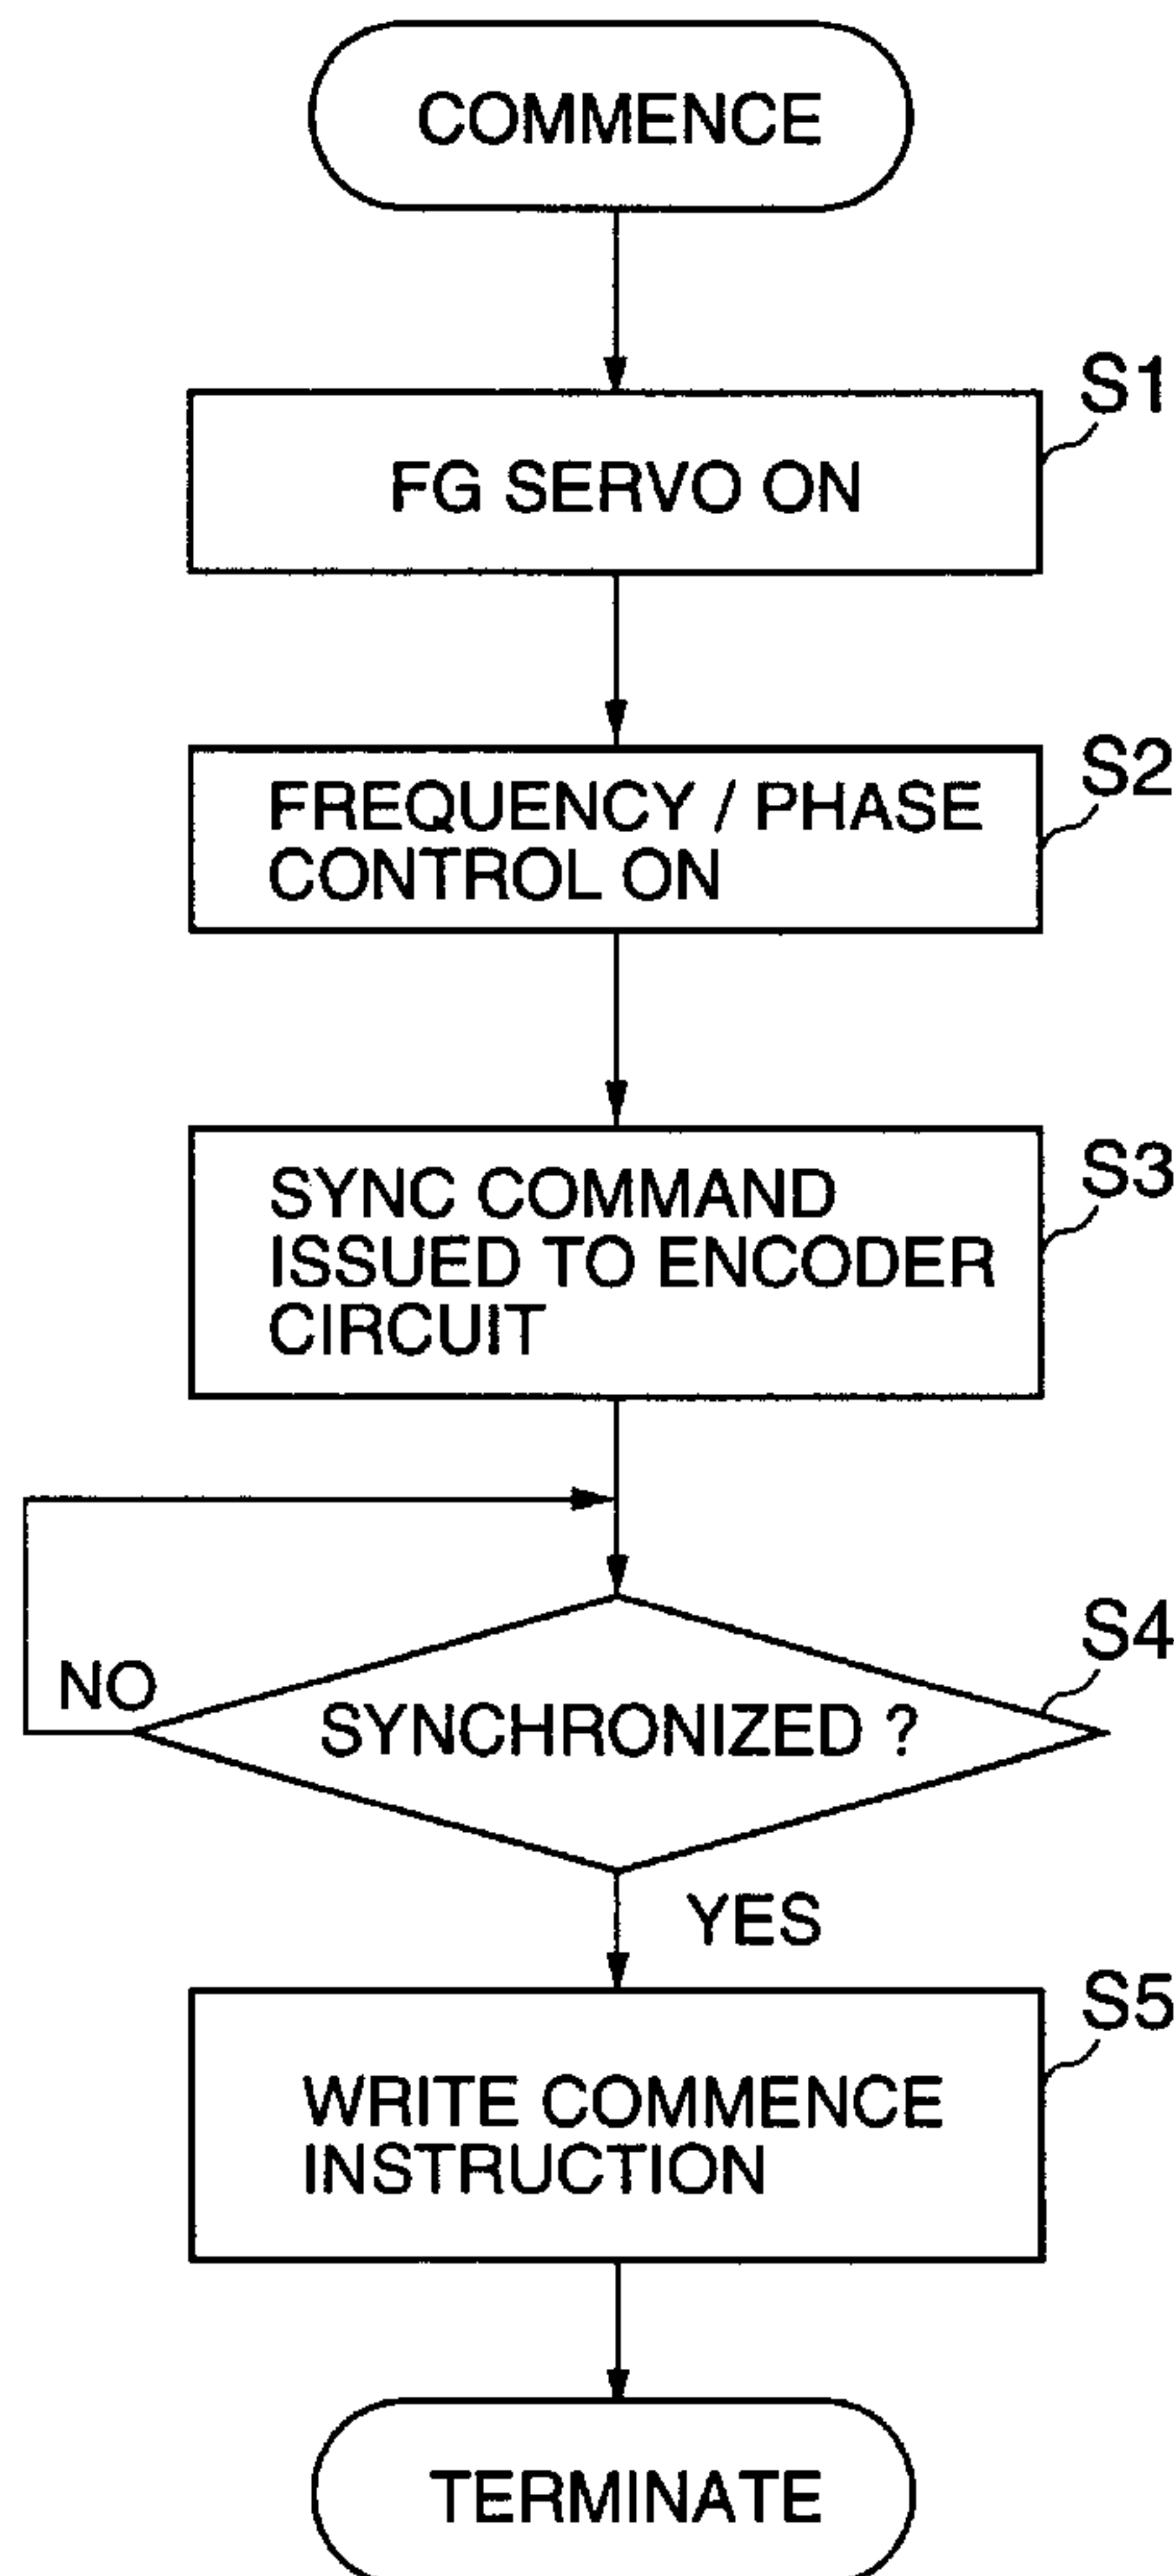 COMMENCE
S1
FG SERVO ON
S2
FREQUENCY / PHASE
CONTROL ON
S3
SYNC COMMAND
ISSUED TO ENCODER
CIRCUIT
S4
NO
SYNCHRONIZED ?
YES
S5
WRITE COMMENCE
INSTRUCTION
TERMINATE